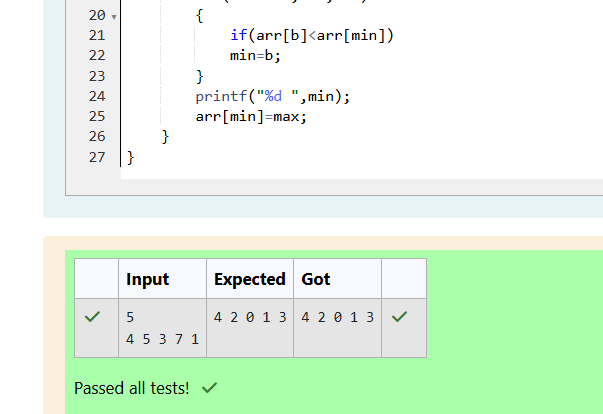 20 {
21 if(arr[b]<arr[min])
22 min=b;
23 }
24 printf("%d ",min);
25 arr[min]=max;
26 }
27 }
Input Expected Got
5 4 2 0 1 3 4 2 0 1 3
4 5 3 7 1
Passed all tests!